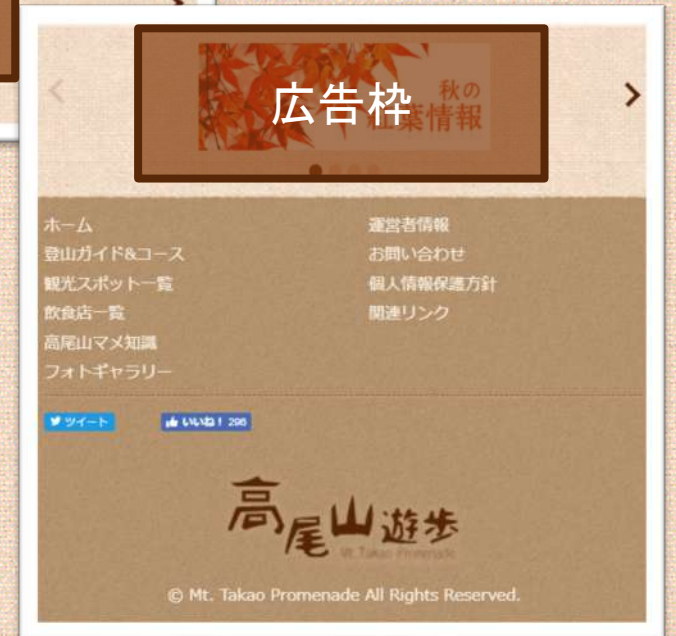 広告枠
秋の
紅葉情報
ホーム
登山ガイド&コース
観光スポット一覧
飲食店一覧
高尾山マメ知識
フォトギャラリー
運営者情報
お問い合わせ
個人情報保護方針
関連リンク
ツイート
いいね！ 296
高尾山遊歩
Mt. Takao Promenade
© Mt. Takao Promenade All Rights Reserved.